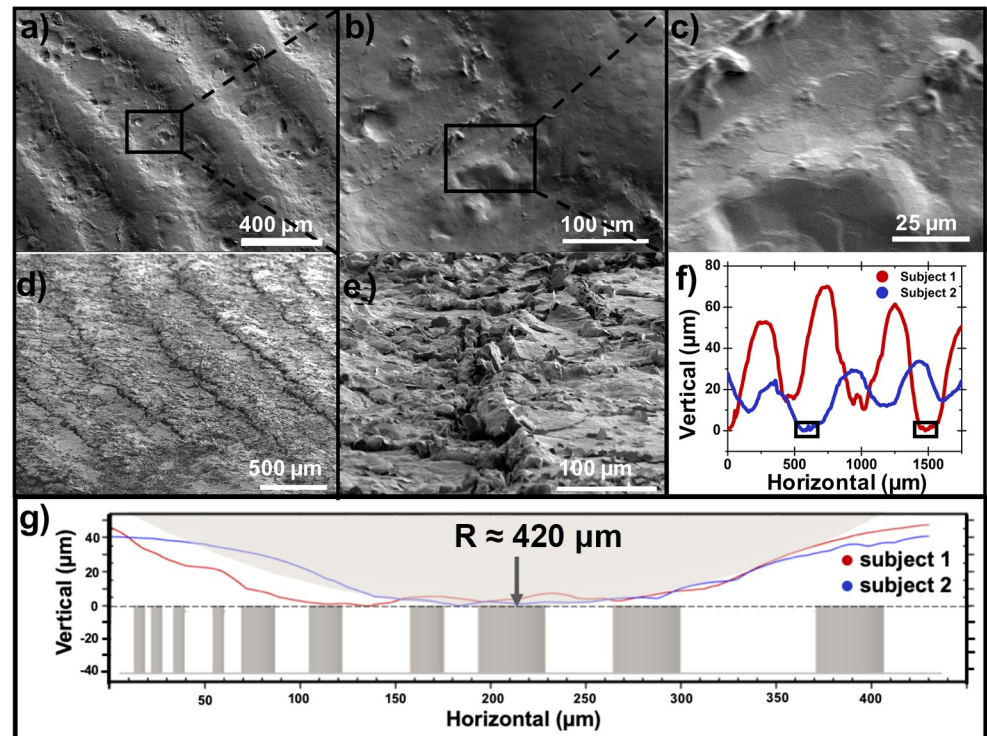 a)
400 µm
b)
100 µm
c)
25 µm
d)
500 µm
e)
100 µm
f)
80
60
40
20
0
Vertical (µm)
Subject 1
Subject 2
0
500
1000
1500
Horizontal (µm)
g)
R ≈ 420 µm
subject 1
subject 2
40
20
0
-20
-40
Vertical (µm)
50
100
150
200
250
300
350
400
Horizontal (µm)